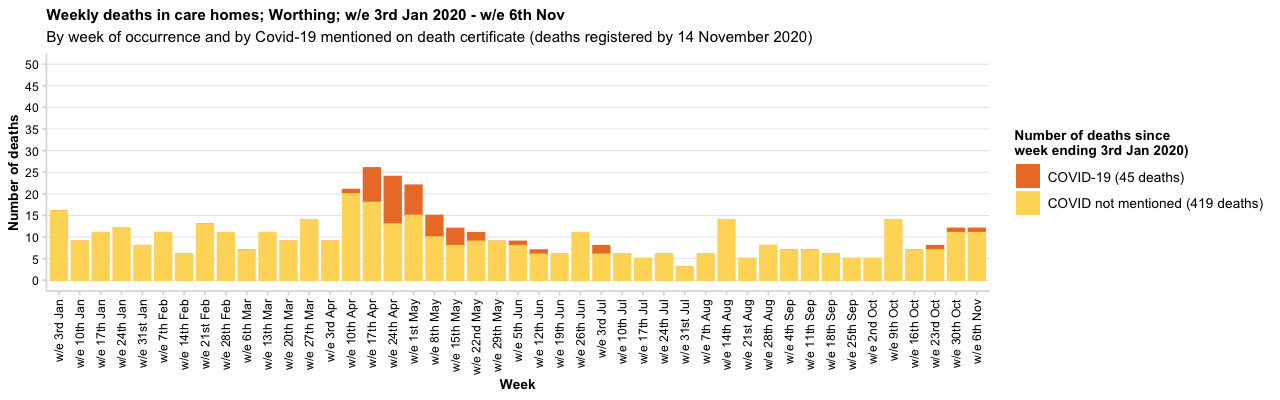 Weekly deaths in care homes; Worthing; w/e 3rd Jan 2020 - w/e 6th Nov
By week of occurrence and by Covid-19 mentioned on death certificate (deaths registered by 14 November 2020)
50
45
40
35
30
25
20
15
10
5
0
Number of deaths
w/e 3rd Jan
w/e 10th Jan
w/e 17th Jan
w/e 24th Jan
w/e 31st Jan
w/e 7th Feb
w/e 14th Feb
w/e 21st Feb
w/e 28th Feb
w/e 6th Mar
w/e 13th Mar
w/e 20th Mar
w/e 27th Mar
w/e 3rd Apr
w/e 10th Apr
w/e 17th Apr
w/e 24th Apr
w/e 1st May
w/e 8th May
w/e 15th May
w/e 22nd May
w/e 29th May
w/e 5th Jun
w/e 12th Jun
w/e 19th Jun
w/e 26th Jun
w/e 3rd Jul
w/e 10th Jul
w/e 17th Jul
w/e 24th Jul
w/e 31st Jul
w/e 7th Aug
w/e 14th Aug
w/e 21st Aug
w/e 28th Aug
w/e 4th Sep
w/e 11th Sep
w/e 18th Sep
w/e 25th Sep
w/e 2nd Oct
w/e 9th Oct
w/e 16th Oct
w/e 23rd Oct
w/e 30th Oct
w/e 6th Nov
Week
Number of deaths since
week ending 3rd Jan 2020)
COVID-19 (45 deaths)
COVID not mentioned (419 deaths)